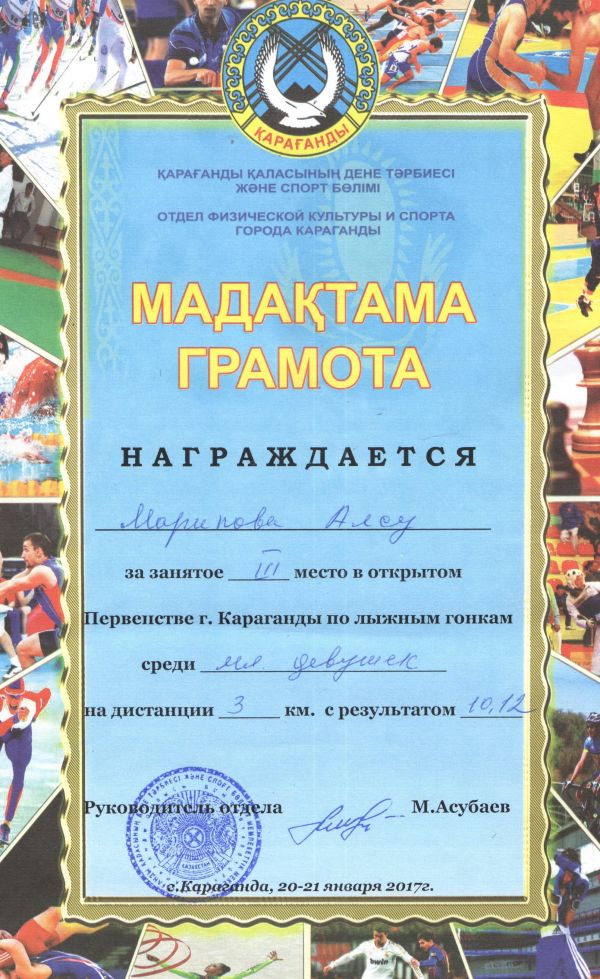 ҚАРАҒАНДЫ
ҚАРАҒАНДЫ ҚАЛАСЫНЫҢ ДЕНЕ ТӘРБИЕСІ
ЖӘНЕ СПОРТ БӨЛІМІ
ОТДЕЛ ФИЗИЧЕСКОЙ КУЛЬТУРЫ И СПОРТА
ГОРОДА КАРАГАНДЫ
МАДАҚТАМА
ГРАМОТА
НАГРАЖДАЕТСЯ
Марипова Алсу
за занятое III место в открытом
Первенстве г. Караганды по лыжным гонкам
среди мл девушек
на дистанции 3 км. с результатом 10,12
Руководитель отдела М.Асубаев
ҚАЗАҚСТАН
г.Караганда, 20-21 января 2017г.
bwin